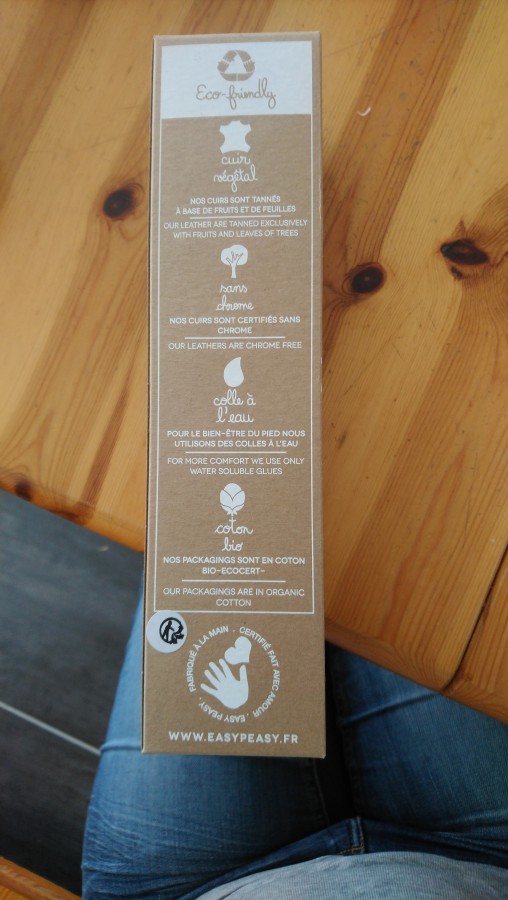 Eco-friendly
cuir
végétal
NOS CUIRS SONT TANNÉS
À BASE DE FRUITS ET DE FEUILLES
OUR LEATHER ARE TANNED EXCLUSIVELY
WITH FRUITS AND LEAVES OF TREES
sans
chrome
NOS CUIRS SONT CERTIFIÉS SANS
CHROME
OUR LEATHERS ARE CHROME FREE
colle à
l'eau
POUR LE BIEN-ÊTRE DU PIED NOUS
UTILISONS DES COLLES À L'EAU
FOR MORE COMFORT WE USE ONLY
WATER SOLUBLE GLUES
coton
bio
NOS PACKAGINGS SONT EN COTON
BIO-ECOCERT-
OUR PACKAGINGS ARE IN ORGANIC
COTTON
FABRIQUÉ À LA MAIN . CERTIFIÉ FAIT AVEC AMOUR . EASY PEASY .
WWW.EASYPEASY.FR